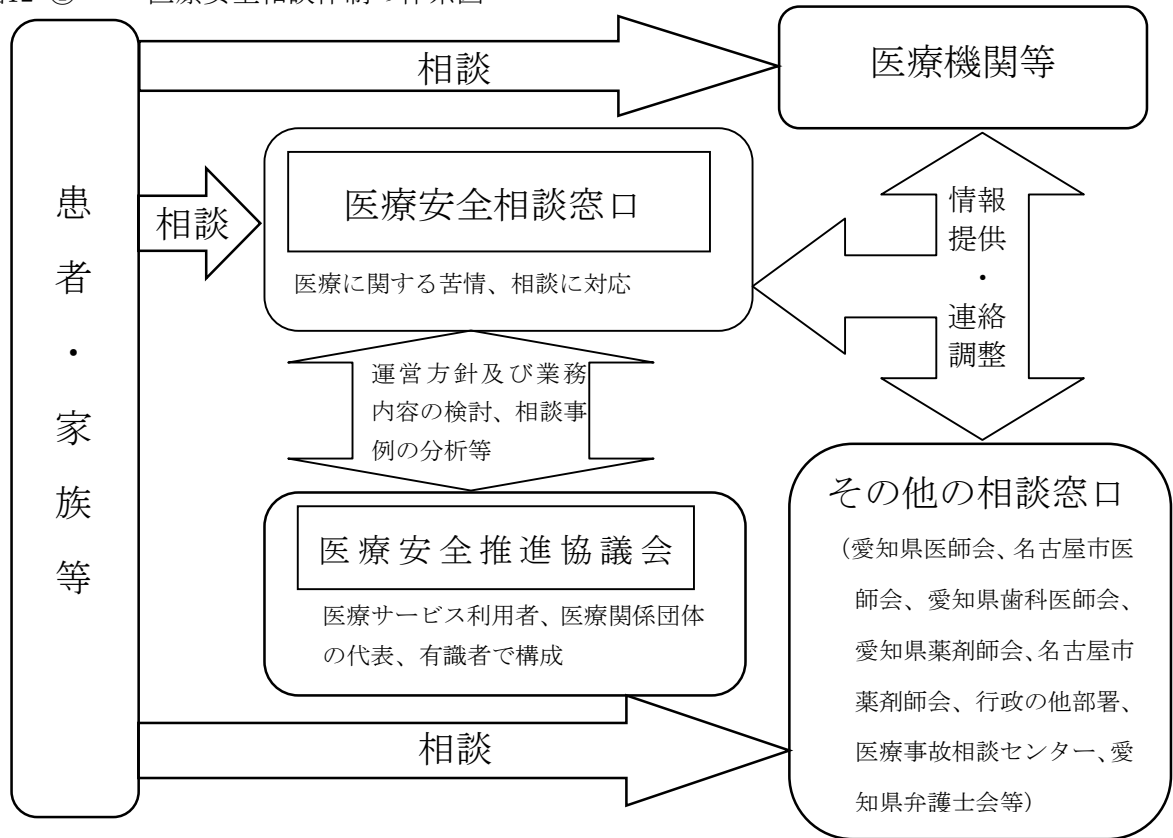 医療安全相談体制の体系図
相談
医療機関等
患者・家族等
相談
医療安全相談窓口
医療に関する苦情、相談に対応
情報
提供
・
連絡
調整
運営方針及び業務
内容の検討、相談事
例の分析等
医療安全推進協議会
医療サービス利用者、医療関係団体
の代表、有識者で構成
その他の相談窓口
（愛知県医師会、名古屋市医
師会、愛知県歯科医師会、
愛知県薬剤師会、名古屋市
薬剤師会、行政の他部署、
医療事故相談センター、愛
知県弁護士会等）
相談